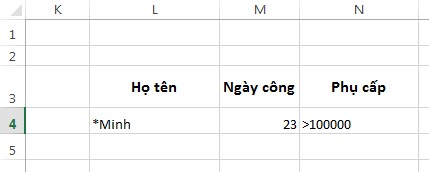 K L M N
1
2
3 Họ tên Ngày công Phụ cấp
4 *Minh 23 >100000
5